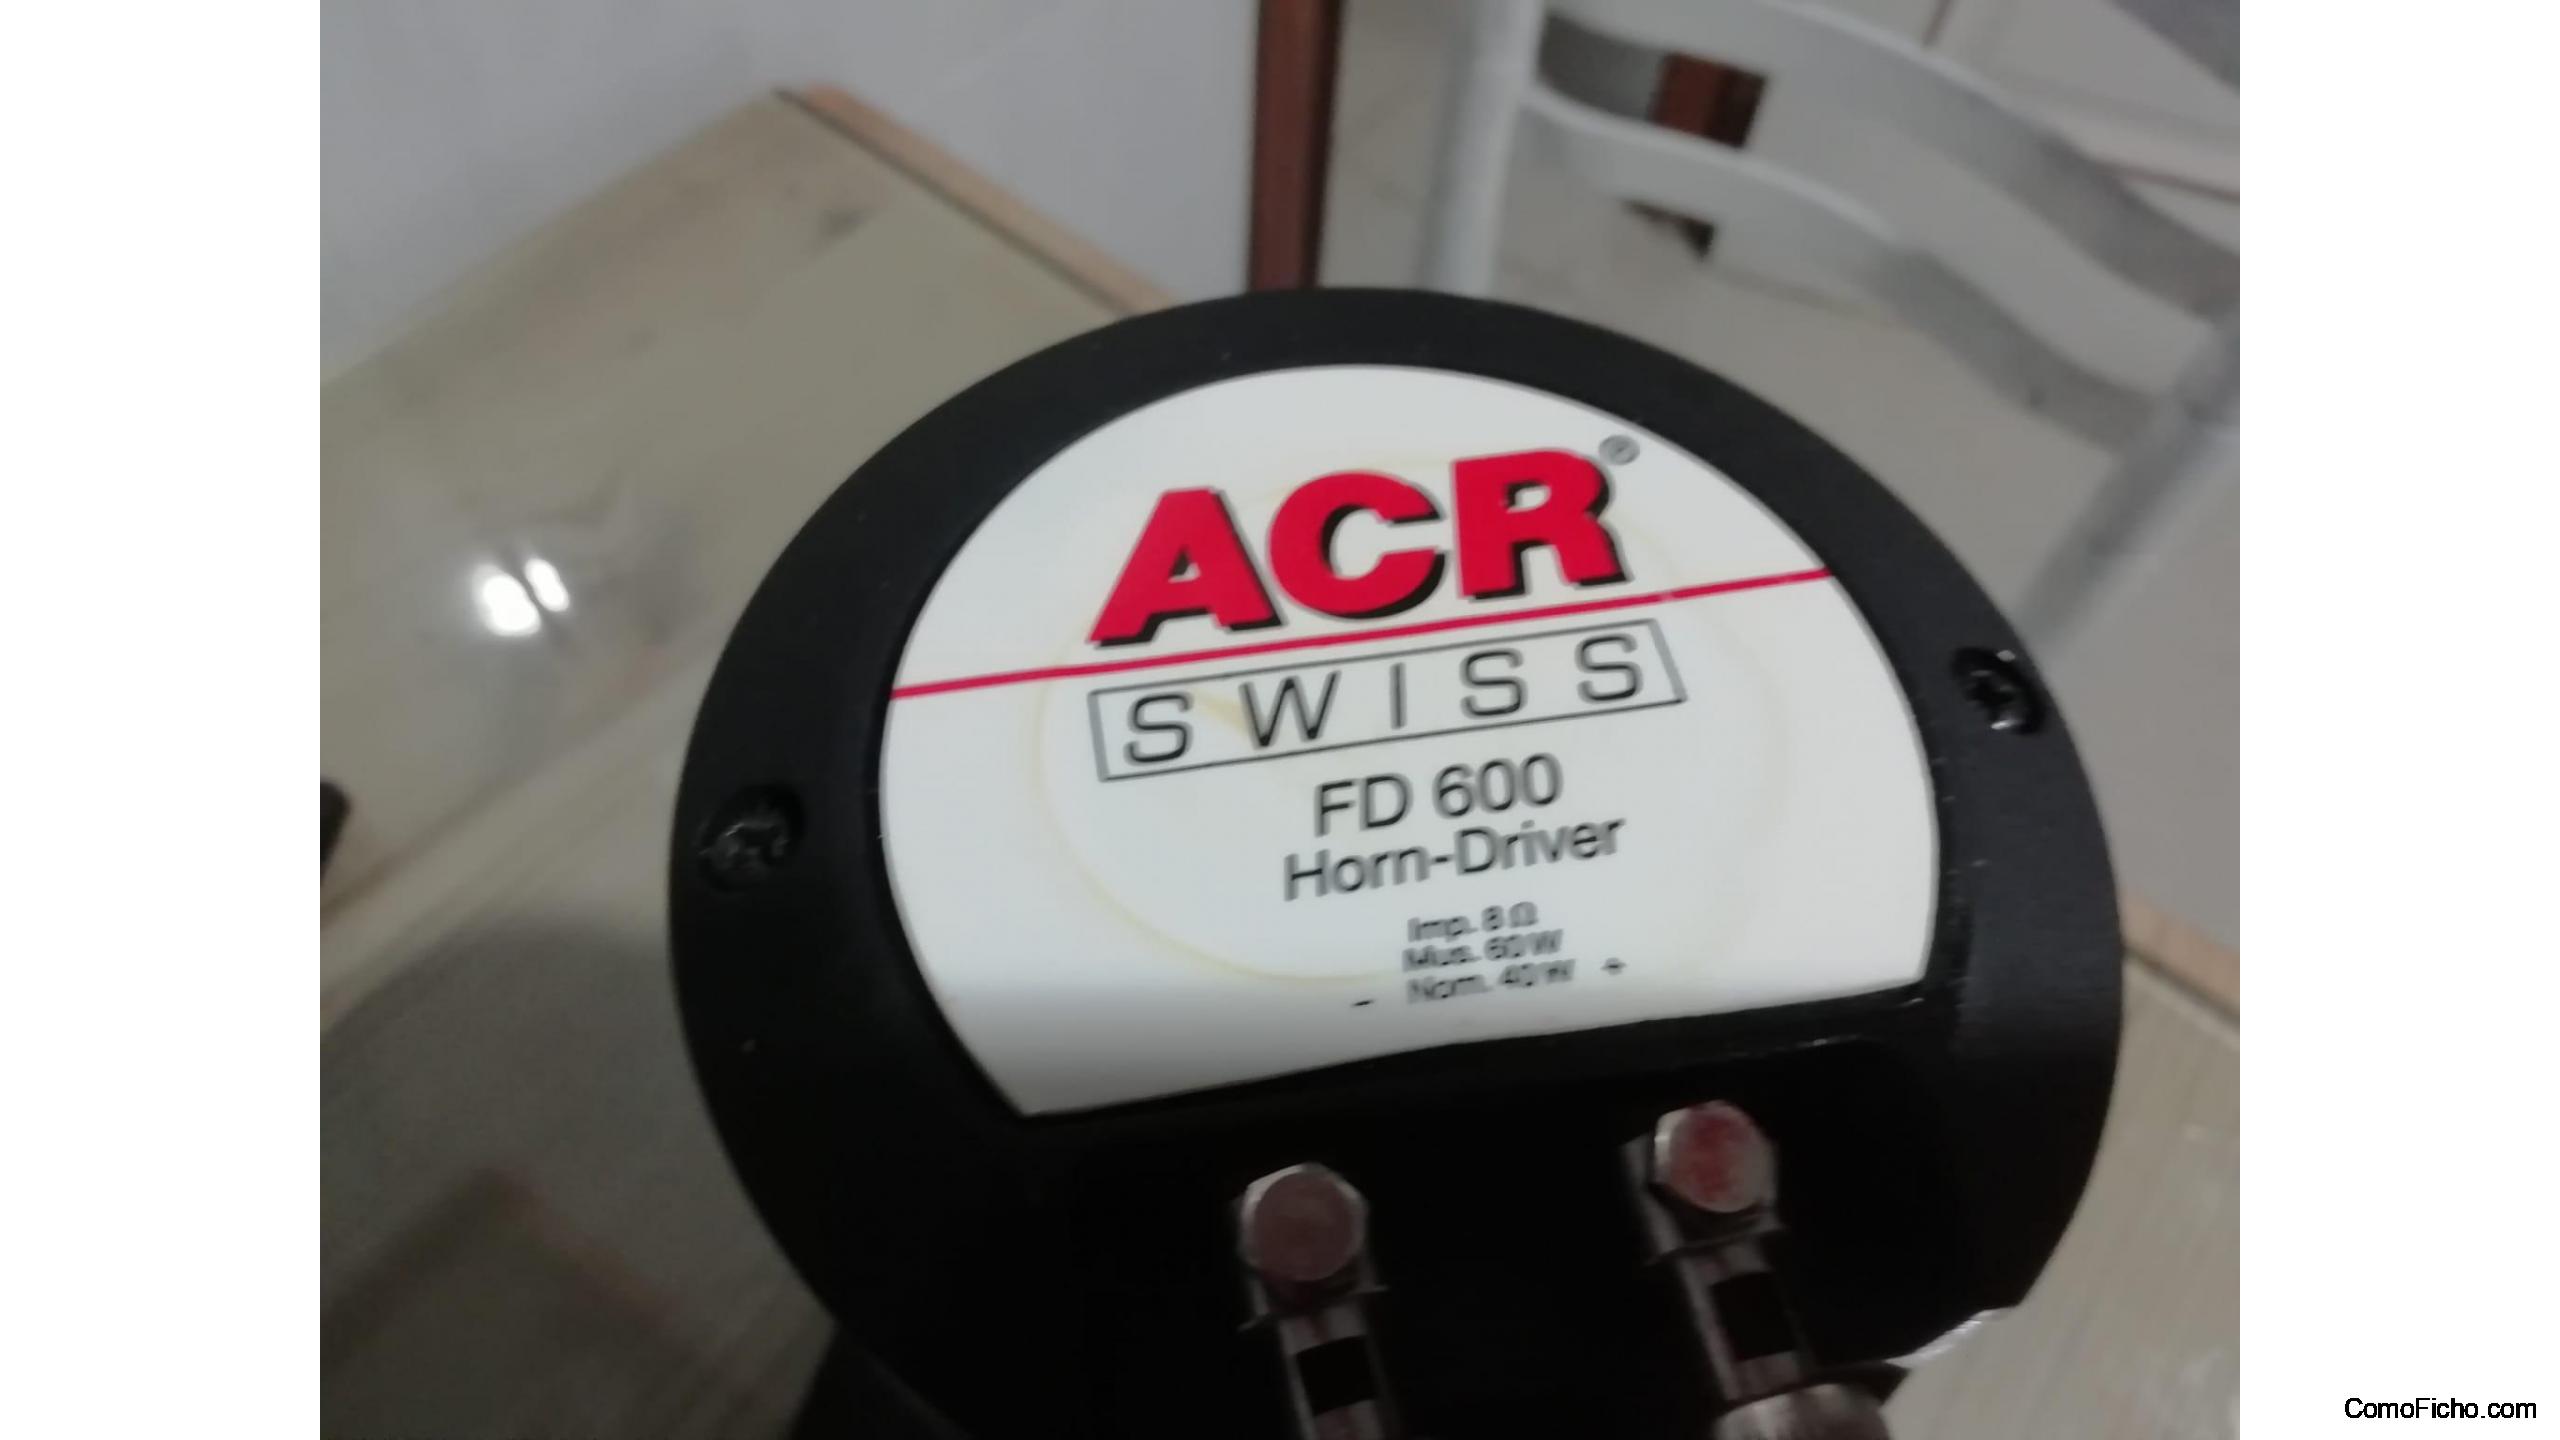 ACR®
SWISS
FD 600
Horn-Driver
Imp. 8 Ω
Mus. 60 W
- Nom. 40 W +
ComoFicho.com